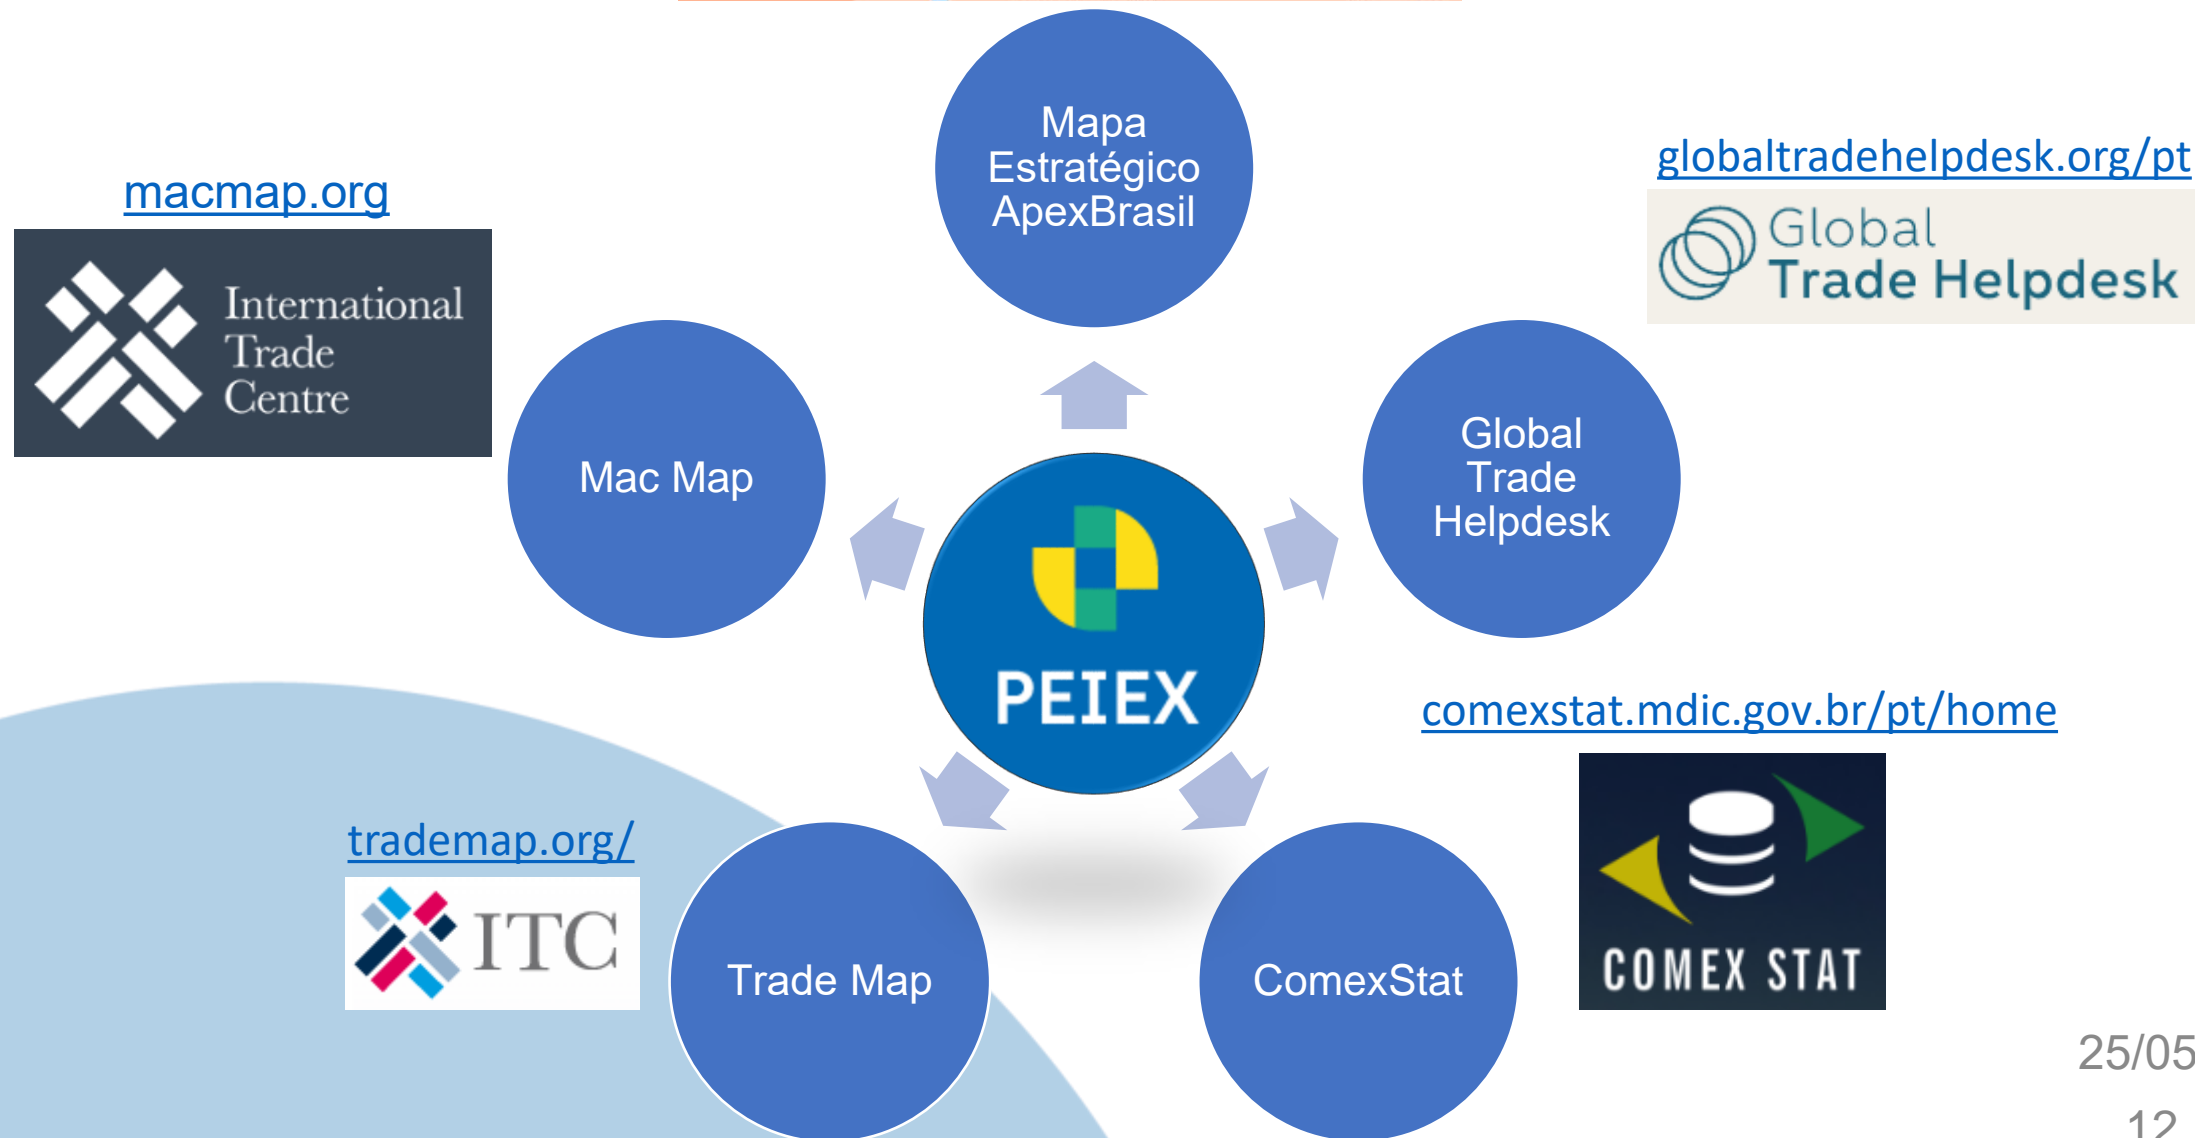 Mapa
Estratégico
ApexBrasil
globaltradehelpdesk.org/pt
Global
Trade Helpdesk
macmap.org
International
Trade
Centre
Mac Map
Global
Trade
Helpdesk
PEIEX
comexstat.mdic.gov.br/pt/home
COMEX STAT
trademap.org/
ITC
Trade Map
ComexStat
25/05
12